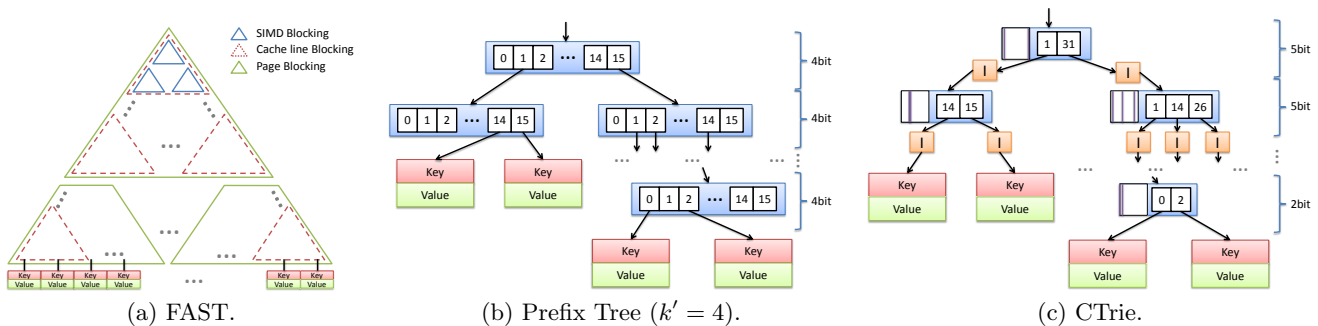 SIMD Blocking
Cache line Blocking
Page Blocking
...
...
...
...
Key Key Key Key ... Key Key
Value Value Value Value Value Value
(a) FAST.
0 1 2 ... 14 15
4bit
0 1 2 ... 14 15
0 1 2 ... 14 15
4bit
Key Key
Value Value
... ...
0 1 2 ... 14 15
4bit
Key Key
Value Value
(b) Prefix Tree (k′ = 4).
1 31
5bit
I I
14 15
1 14 26
5bit
I I I I I
Key Key
Value Value
... ... ...
0 2
2bit
Key Key
Value Value
(c) CTrie.